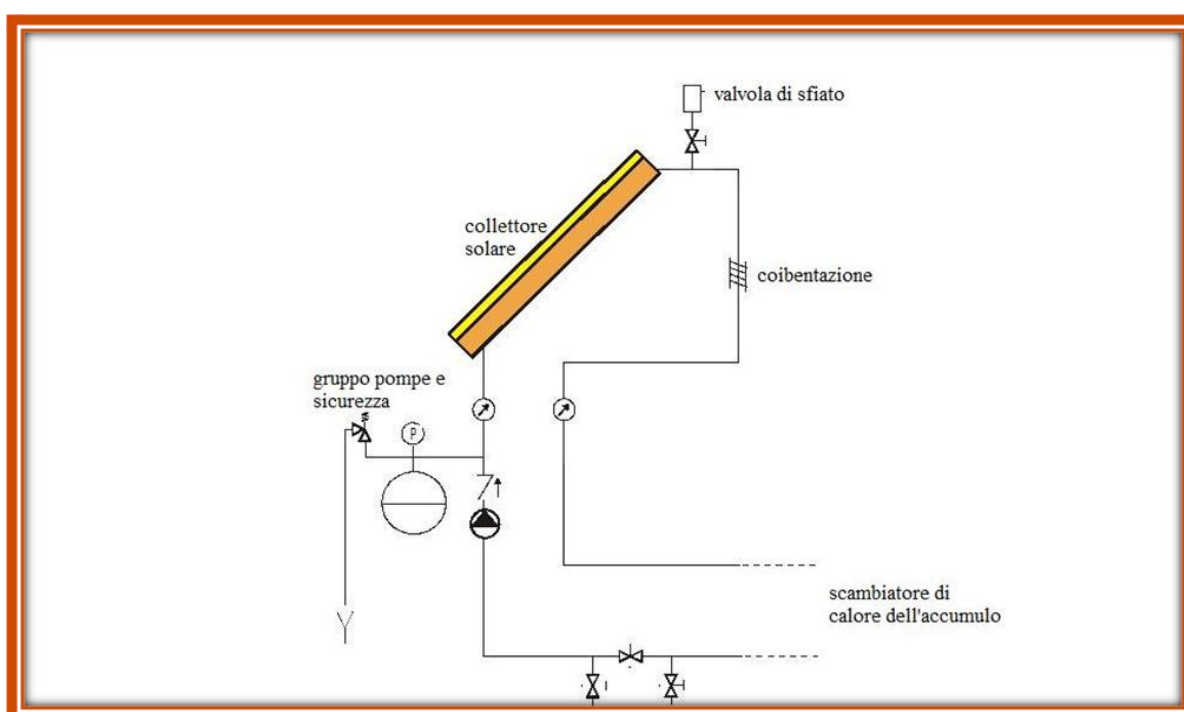 valvola di sfiato
collettore
solare
coibentazione
gruppo pompe e
sicurezza
P
scambiatore di
calore dell'accumulo